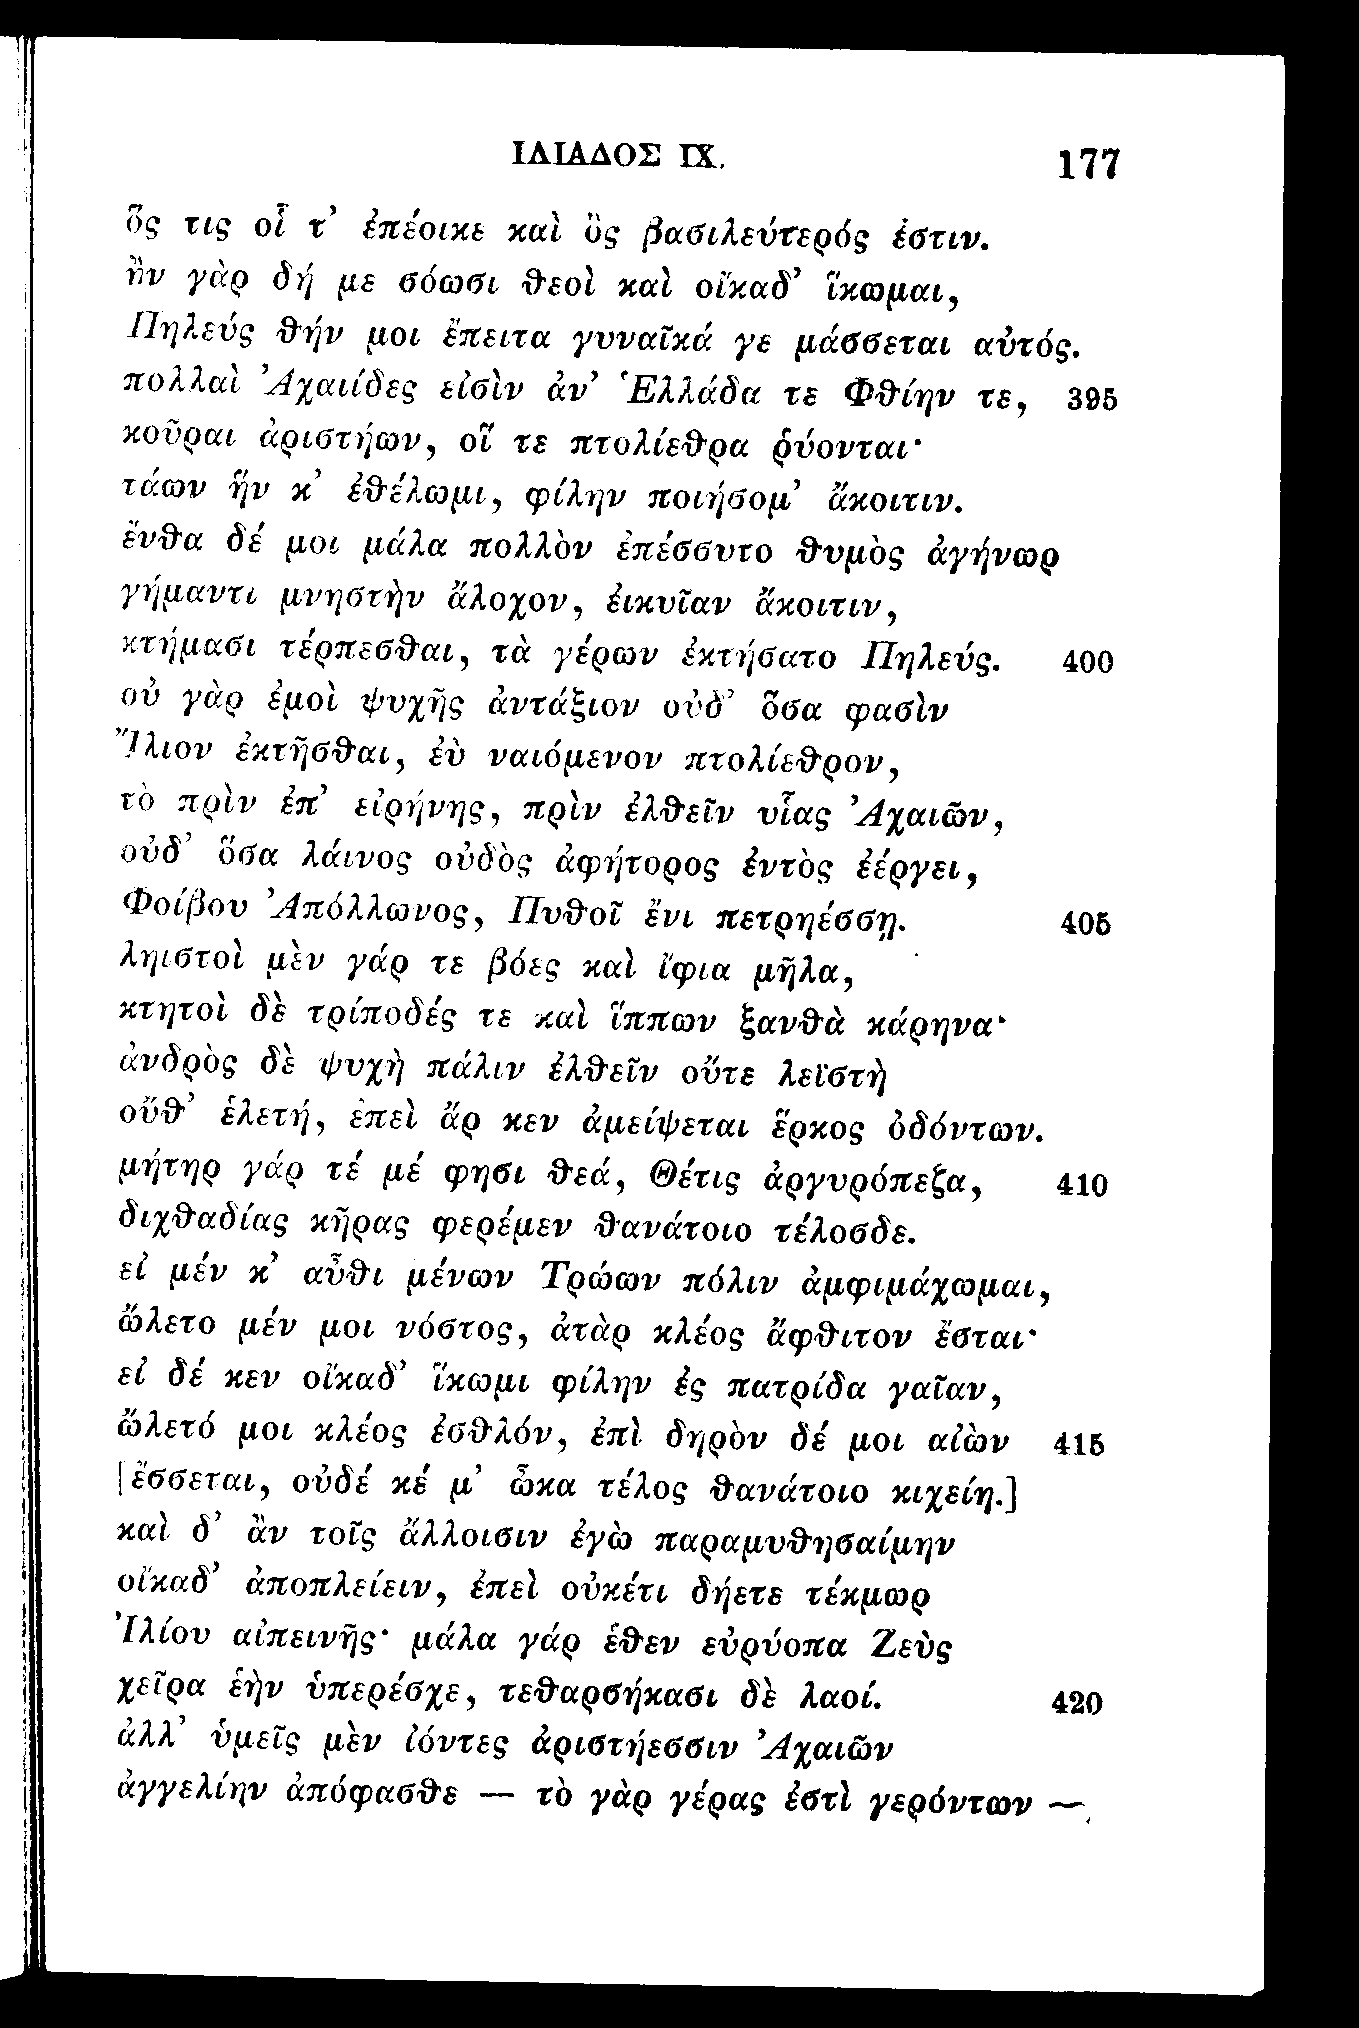 ΙΛΙΑΔΟΣ IX. 177
ὅς τις οἷ τ' ἐπέοικε καὶ ὃς βασιλεύτερός ἐστιν.
ἢν γὰρ δή με σόωσι θεοὶ καὶ οἴκαδ' ἵκωμαι,
Πηλεύς θήν μοι ἔπειτα γυναῖκά γε μάσσεται αὐτός.
πολλαὶ Ἀχαιίδες εἰσὶν ἀν' Ἑλλάδα τε Φθίην τε, 395
κοῦραι ἀριστήων, οἵ τε πτολίεθρα ῥύονται·
τάων ἥν κ' ἐθέλωμι, φίλην ποιήσομ' ἄκοιτιν.
ἔνθα δέ μοι μάλα πολλὸν ἐπέσσυτο θυμὸς ἀγήνωρ
γήμαντι μνηστὴν ἄλοχον, ἐικυῖαν ἄκοιτιν,
κτήμασι τέρπεσθαι, τὰ γέρων ἐκτήσατο Πηλεύς. 400
οὐ γὰρ ἐμοὶ ψυχῆς ἀντάξιον οὐδ' ὅσα φασὶν
Ἴλιον ἐκτῆσθαι, ἐὺ ναιόμενον πτολίεθρον,
τὸ πρὶν ἐπ' εἰρήνης, πρὶν ἐλθεῖν υἷας Ἀχαιῶν,
οὐδ' ὅσα λάινος οὐδὸς ἀφήτορος ἐντὸς ἐέργει,
Φοίβου Ἀπόλλωνος, Πυθοῖ ἔνι πετρηέσσῃ. 405
ληιστοὶ μὲν γάρ τε βόες καὶ ἴφια μῆλα,
κτητοὶ δὲ τρίποδές τε καὶ ἵππων ξανθὰ κάρηνα·
ἀνδρὸς δὲ ψυχὴ πάλιν ἐλθεῖν οὔτε λεϊστὴ
οὔθ' ἑλετή, ἐπεὶ ἄρ κεν ἀμείψεται ἕρκος ὀδόντων.
μήτηρ γάρ τέ μέ φησι θεά, Θέτις ἀργυρόπεζα, 410
διχθαδίας κῆρας φερέμεν θανάτοιο τέλοσδε.
εἰ μέν κ' αὖθι μένων Τρώων πόλιν ἀμφιμάχωμαι,
ὤλετο μέν μοι νόστος, ἀτὰρ κλέος ἄφθιτον ἔσται·
εἰ δέ κεν οἴκαδ' ἵκωμι φίλην ἐς πατρίδα γαῖαν,
ὤλετό μοι κλέος ἐσθλόν, ἐπὶ δηρὸν δέ μοι αἰὼν 415
[ἔσσεται, οὐδέ κέ μ' ὦκα τέλος θανάτοιο κιχείη.]
καὶ δ' ἂν τοῖς ἄλλοισιν ἐγὼ παραμυθησαίμην
οἴκαδ' ἀποπλείειν, ἐπεὶ οὐκέτι δήετε τέκμωρ
Ἰλίου αἰπεινῆς· μάλα γάρ ἑθεν εὐρύοπα Ζεὺς
χεῖρα ἑὴν ὑπερέσχε, τεθαρσήκασι δὲ λαοί. 420
ἀλλ' ὑμεῖς μὲν ἰόντες ἀριστήεσσιν Ἀχαιῶν
ἀγγελίην ἀπόφασθε — τὸ γὰρ γέρας ἐστὶ γερόντων —